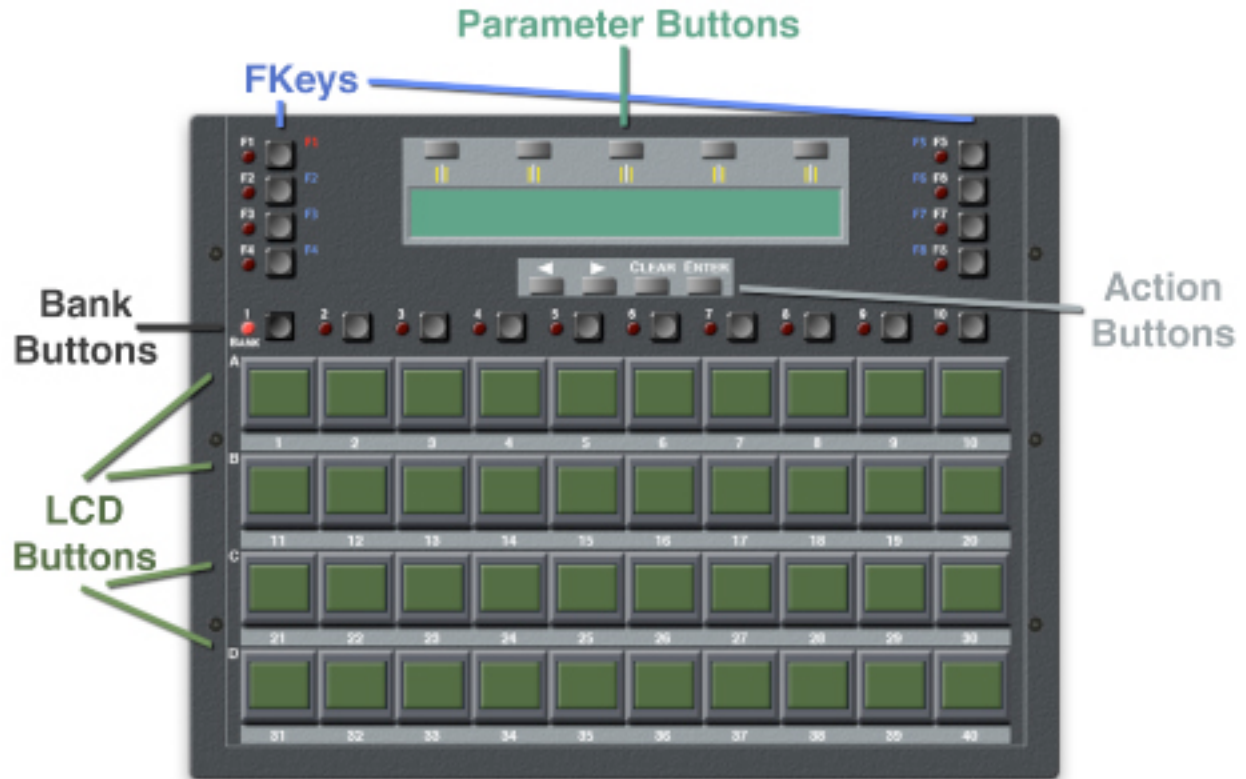 Parameter Buttons
FKeys
F1 F1
F2 F2
F3 F3
F4 F4
F5 F5
F6 F6
F7 F7
F8 F8
CLEAR ENTER
Action
Buttons
Bank
Buttons
1 2 3 4 5 6 7 8 9 10
BANK
A
1 2 3 4 5 6 7 8 9 10
B
11 12 13 14 15 16 17 18 19 20
LCD
Buttons
C
21 22 23 24 25 26 27 28 29 30
D
31 32 33 34 35 36 37 38 39 40